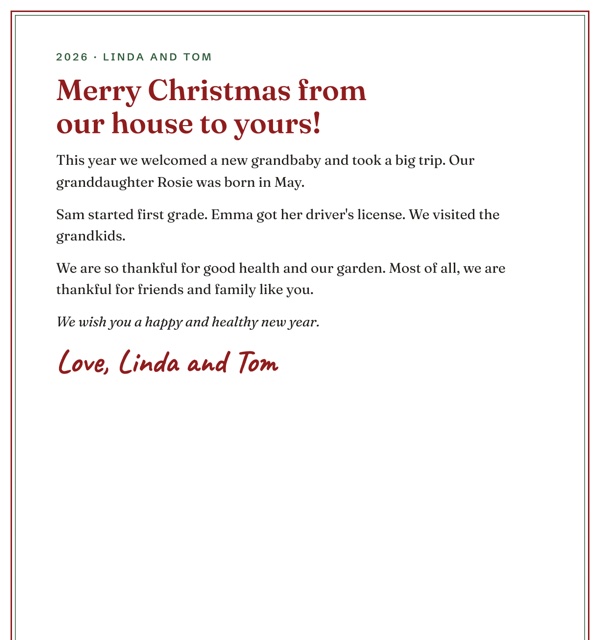 2026 · LINDA AND TOM
Merry Christmas from
our house to yours!
This year we welcomed a new grandbaby and took a big trip. Our
granddaughter Rosie was born in May.
Sam started first grade. Emma got her driver's license. We visited the
grandkids.
We are so thankful for good health and our garden. Most of all, we are
thankful for friends and family like you.
We wish you a happy and healthy new year.
Love, Linda and Tom